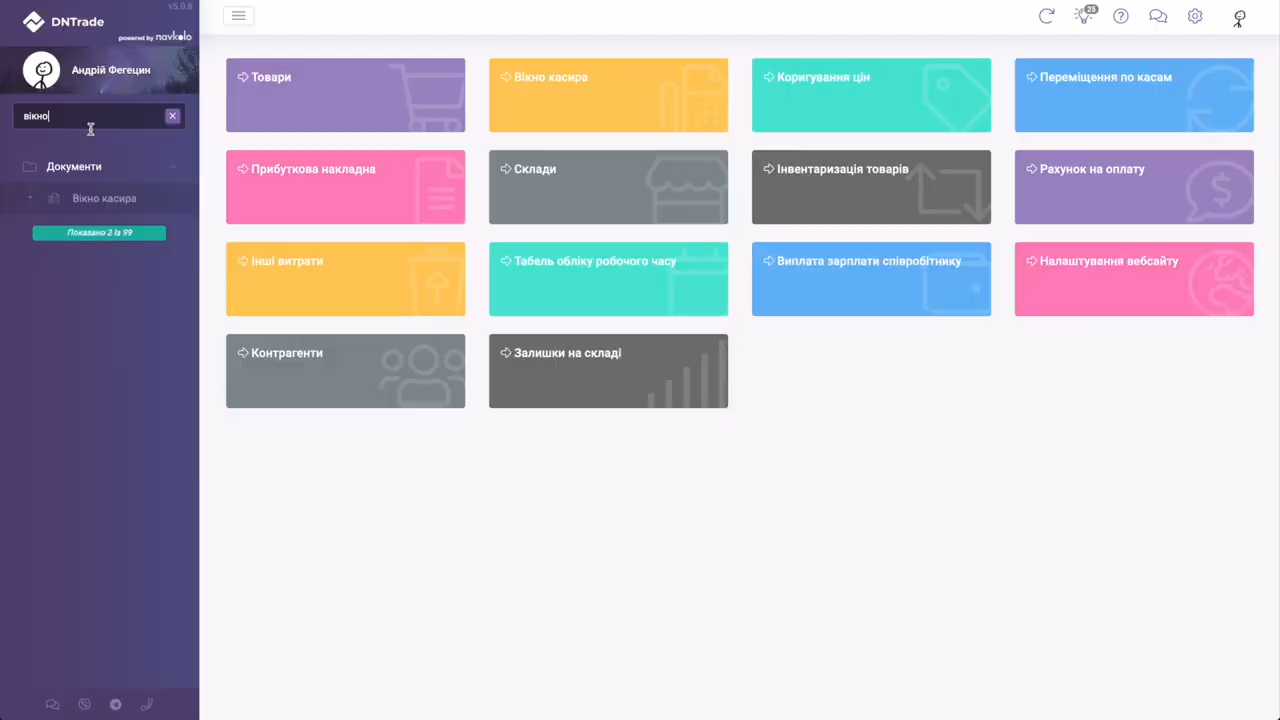 v5.0.8
DNTrade
powered by navkolo
Андрій Фегецин
вікно
Документи
Вікно касира
Показано 2 із 99
25
Товари
Вікно касира
Коригування цін
Переміщення по касам
Прибуткова накладна
Склади
Інвентаризація товарів
Рахунок на оплату
Інші витрати
Табель обліку робочого часу
Виплата зарплати співробітнику
Налаштування вебсайту
Контрагенти
Залишки на складі